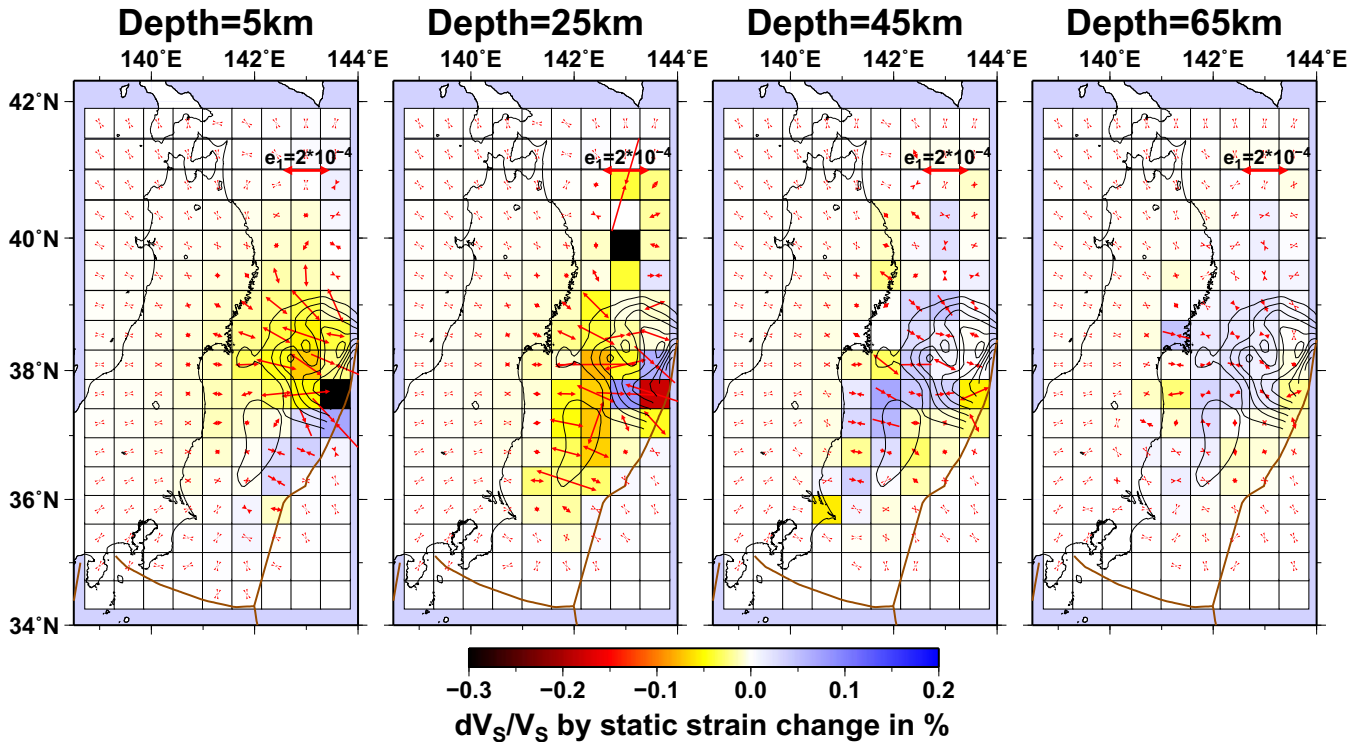 Depth=5km Depth=25km Depth=45km Depth=65km
140˚E 142˚E 144˚E 140˚E 142˚E 144˚E 140˚E 142˚E 144˚E 140˚E 142˚E 144˚E
42˚N
e₁=2*10⁻⁴ e₁=2*10⁻⁴ e₁=2*10⁻⁴ e₁=2*10⁻⁴
40˚N
38˚N
36˚N
34˚N
−0.3 −0.2 −0.1 0.0 0.1 0.2
dV_S/V_S by static strain change in %